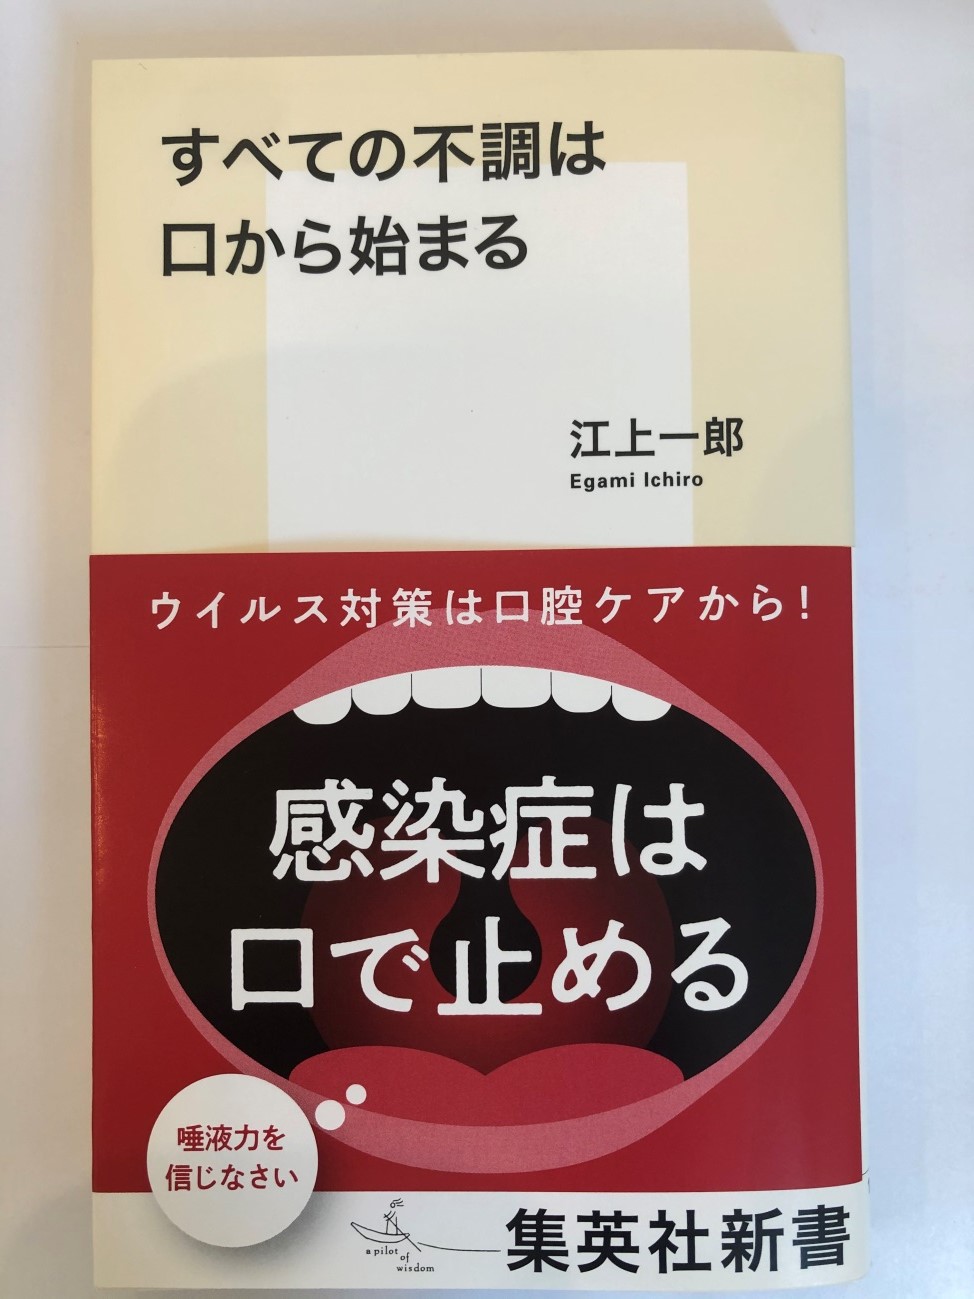 すべての不調は
口から始まる
江上一郎
Egami Ichiro
ウイルス対策は口腔ケアから!
感染症は
口で止める
唾液力を
信じなさい
a pilot
of
wisdom
集英社新書